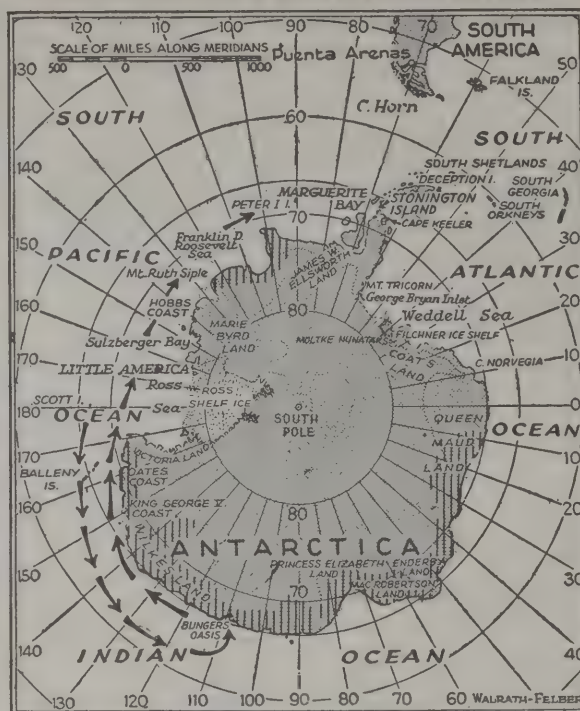 120 110 100 90 80 70
SOUTH
AMERICA
SCALE OF MILES ALONG MERIDIANS
500 0 500 1000
Puenta Arenas
FALKLAND
IS.
C. Horn
130
50
SOUTH
60
SOUTH
140
40
SOUTH SHETLANDS
DECEPTION I.
SOUTH
GEORGIA
STONINGTON
ISLAND
SOUTH
ORKNEYS
MARGUERITE
BAY
CAPE KEELER
PETER I I.
70
Franklin D.
Roosevelt
Sea
150
30
PACIFIC
Mt. Ruth Siple
JAMES W.
ELLSWORTH
LAND
ATLANTIC
MT. TRICORN
George Bryan Inlet
Weddell Sea
HOBBS
COAST
160
20
80
MARIE
BYRD
LAND
MOLTKE NUNATAK
FILCHNER ICE SHELF
COATS
LAND
C. NORVEGIA
Sulzberger Bay
170
10
LITTLE AMERICA
Ross
Sea
ROSS
SHELF ICE
SCOTT I.
180
OCEAN
0
OCEAN
SOUTH
POLE
QUEEN
MAUD
LAND
VICTORIA LAND
170
10
BALLENY
IS.
OATES
COAST
160
20
KING GEORGE V
COAST
80
WILKES LAND
ANTARCTICA
PRINCESS ELIZABETH
LAND
ENDERBY
LAND
MAC ROBERTSON
LAND
150
30
70
BUNGERS
OASIS
140
40
INDIAN
OCEAN
130 120 110 100 90 80 70 60 50
WALRATH-FELBER